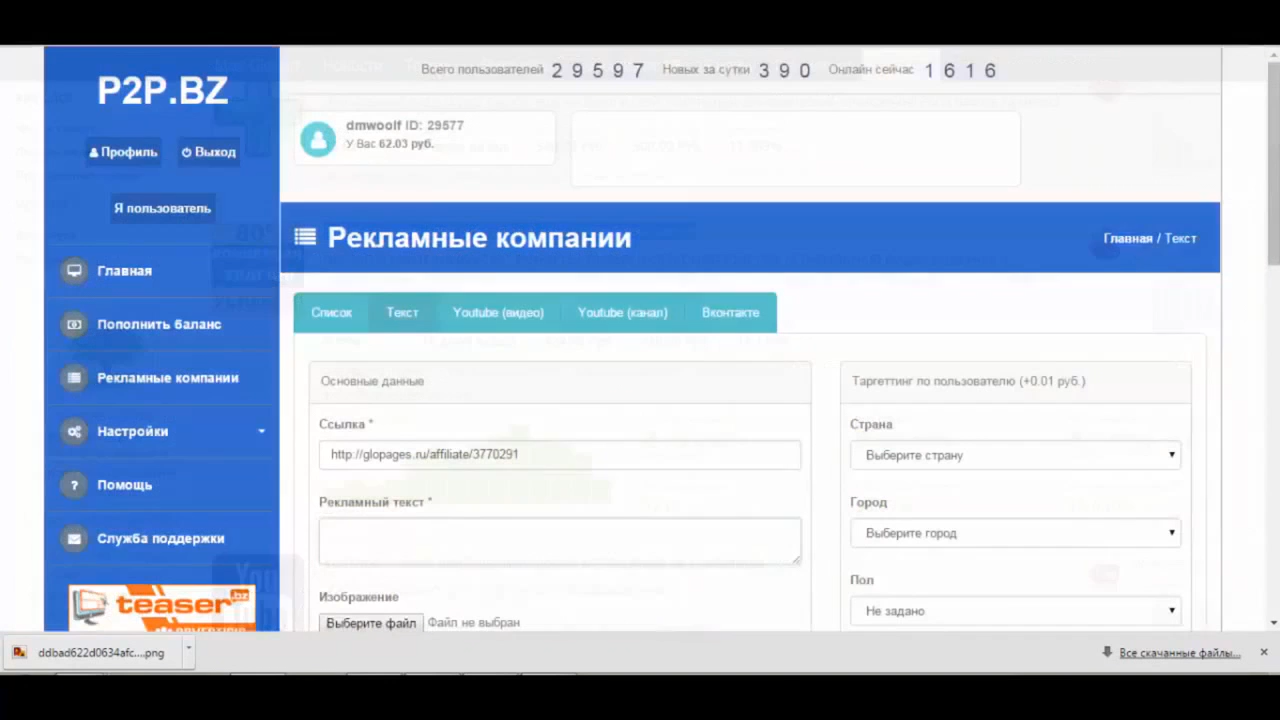 P2P.BZ
Профиль
Выход
Я пользователь
Главная
Пополнить баланс
Рекламные компании
Настройки
Помощь
Служба поддержки
teaser.bz
Всего пользователей 29597 Новых за сутки 390 Онлайн сейчас 1616
dmwoolf ID: 29577
У Вас 62.03 руб.
Рекламные компании
Главная / Текст
Список Текст Youtube (видео) Youtube (канал) Вконтакте
Основные данные
Ссылка *
http://glopages.ru/affiliate/3770291
Рекламный текст *
Изображение
Выберите файл Файл не выбран
Таргеттинг по пользователю (+0.01 руб.)
Страна
Выберите страну
Город
Выберите город
Пол
Не задано
ddbad622d0634afc....png
Все скачанные файлы...